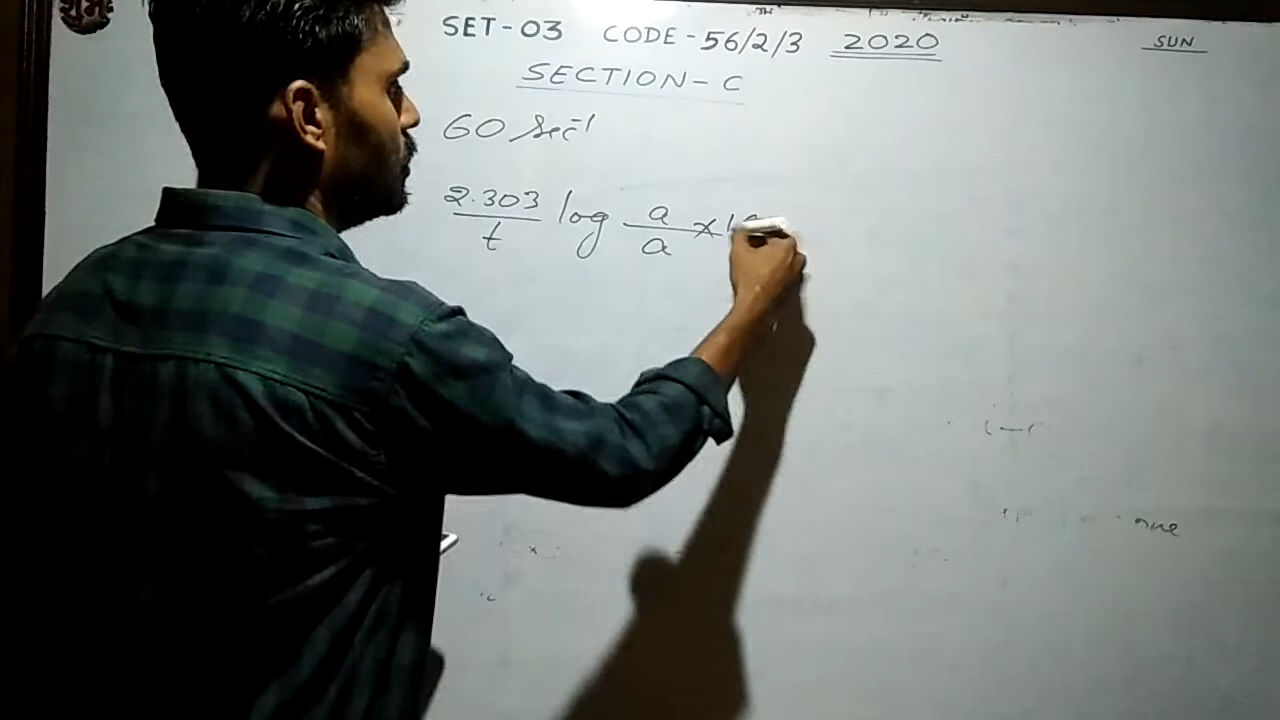 शुभ
SET-03 CODE-56/2/3 2020 SUN
SECTION-C
60 sec⁻¹
2.303/t log a/a ×